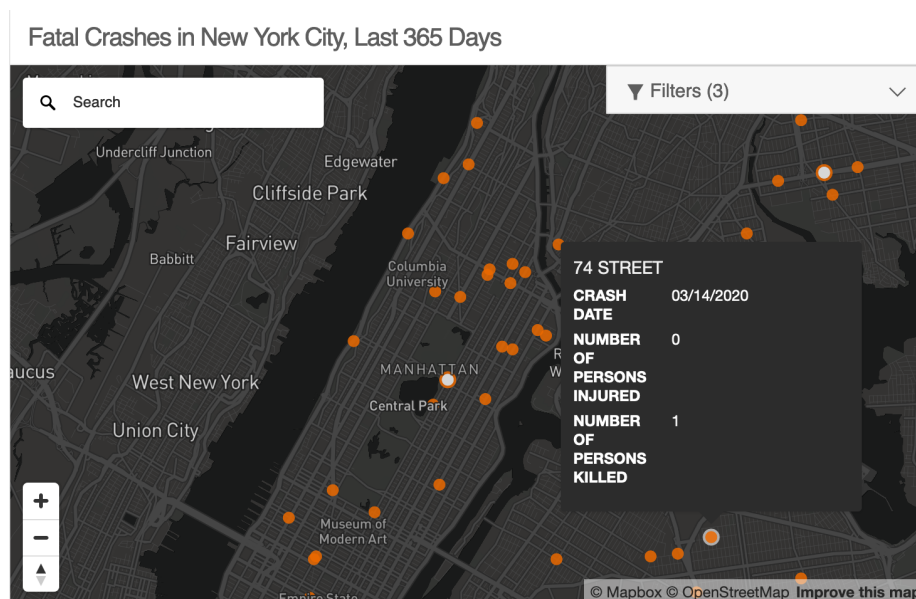 Fatal Crashes in New York City, Last 365 Days
Search
Filters (3)
Undercliff Junction
Edgewater
Cliffside Park
Fairview
Babbitt
Columbia
University
74 STREET
CRASH
DATE
03/14/2020
NUMBER
OF
PERSONS
INJURED
0
NUMBER
OF
PERSONS
KILLED
1
MANHATTAN
West New York
Central Park
Union City
Museum of
Modern Art
Empire State
© Mapbox © OpenStreetMap Improve this map